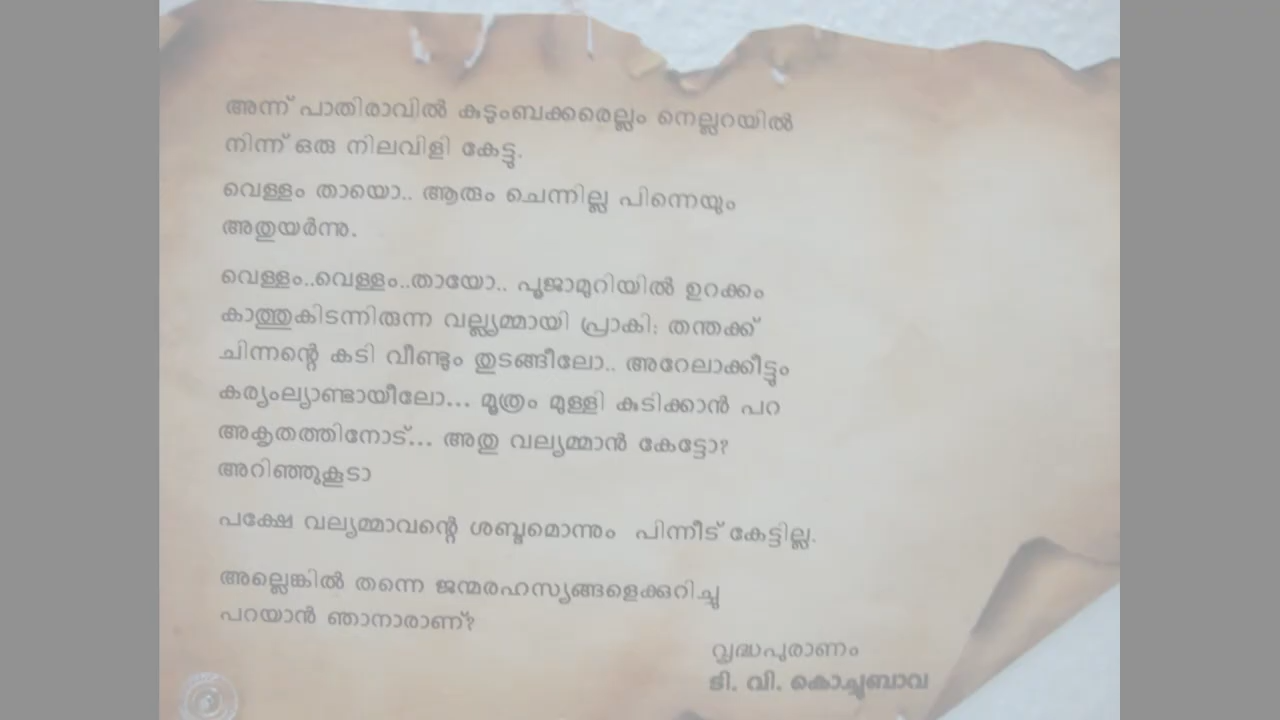 അന്ന് പാതിരാവിൽ കുടുംബക്കരെല്ലം നെല്ലറയിൽ
നിന്ന് ഒരു നിലവിളി കേട്ടു.
വെള്ളം തായൊ.. ആരും ചെന്നില്ല പിന്നെയും
അതുയർന്നു.
വെള്ളം..വെള്ളം..തായോ.. പൂജാമുറിയിൽ ഉറക്കം
കാത്തുകിടന്നിരുന്ന വല്ല്യമ്മായി പ്രാകി: തന്തക്ക്
ചിന്നന്റെ കടി വീണ്ടും തുടങ്ങീലോ.. അറേലാക്കീട്ടും
കര്യംല്യാണ്ടായീലോ... മൂത്രം മുള്ളി കുടിക്കാൻ പറ
അകൃതത്തിനോട്... അതു വല്യമ്മാൻ കേട്ടോ?
അറിഞ്ഞുകൂടാ
പക്ഷേ വല്യമ്മാവന്റെ ശബ്ദമൊന്നും പിന്നീട് കേട്ടില്ല.
അല്ലെങ്കിൽ തന്നെ ജന്മരഹസ്യങ്ങളെക്കുറിച്ചു
പറയാൻ ഞാനാരാണ്?
വൃദ്ധപുരാണം
ടി. വി. കൊച്ചുബാവ